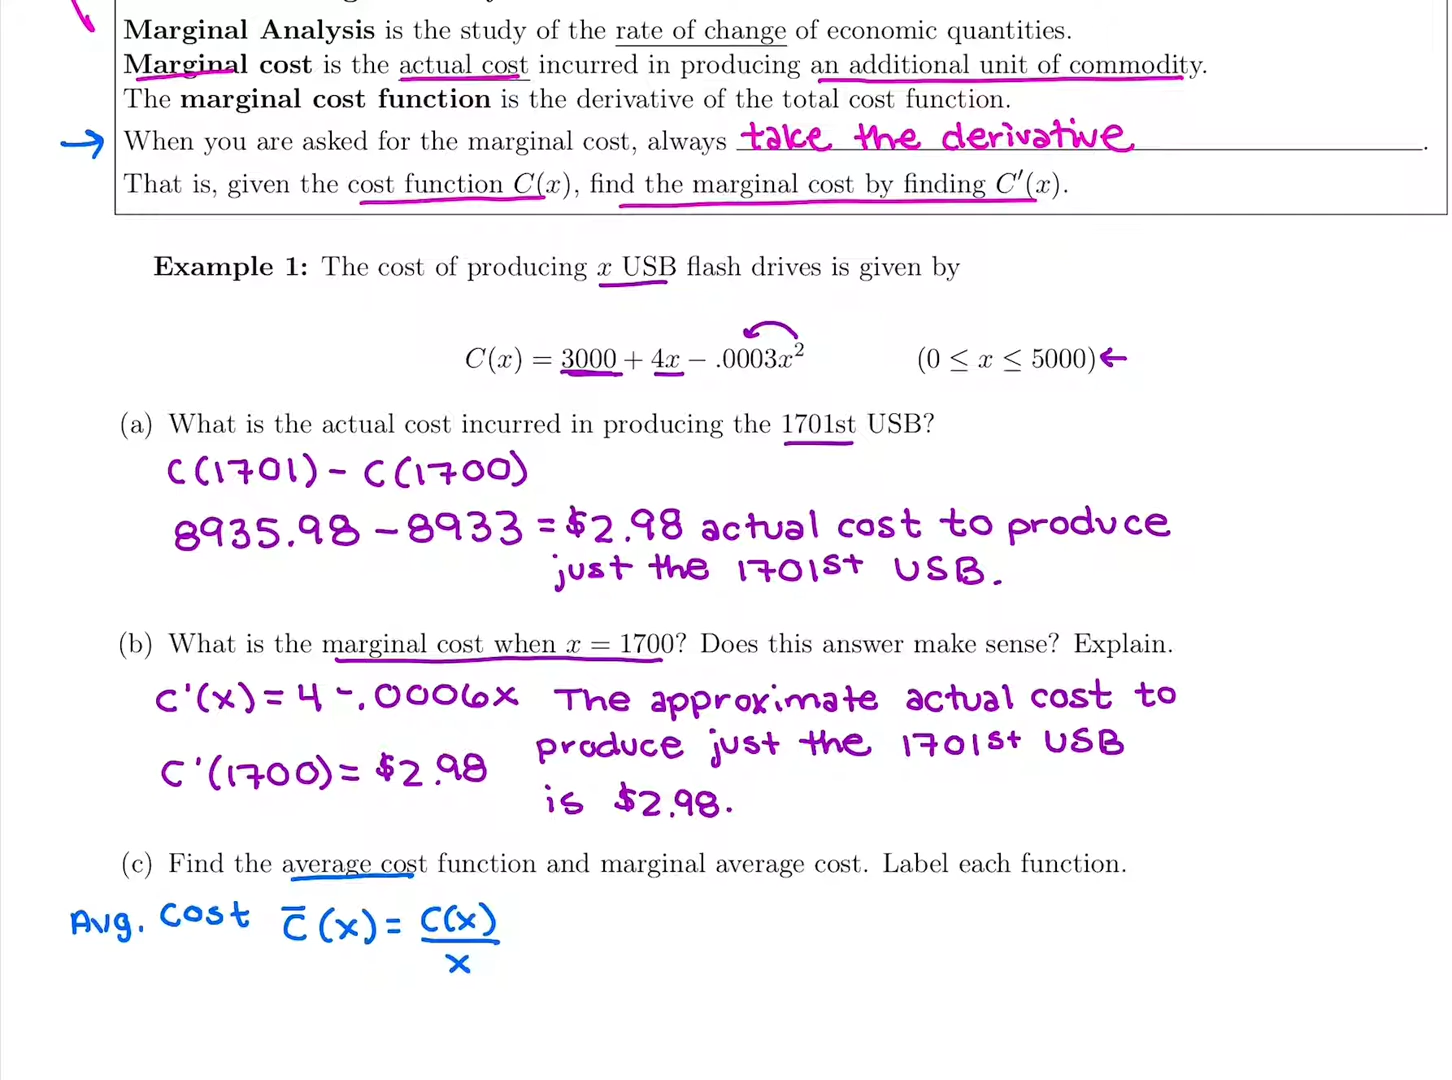 Marginal Analysis is the study of the rate of change of economic quantities.
Marginal cost is the actual cost incurred in producing an additional unit of commodity.
The marginal cost function is the derivative of the total cost function.
→ When you are asked for the marginal cost, always take the derivative.
That is, given the cost function C(x), find the marginal cost by finding C′(x).
Example 1: The cost of producing x USB flash drives is given by
C(x) = 3000 + 4x − .0003x² (0 ≤ x ≤ 5000) ←
(a) What is the actual cost incurred in producing the 1701st USB?
C(1701) - C(1700)
8935.98 - 8933 = $2.98 actual cost to produce
just the 1701st USB.
(b) What is the marginal cost when x = 1700? Does this answer make sense? Explain.
C'(x) = 4 - .0006x The approximate actual cost to
produce just the 1701st USB
C'(1700) = $2.98
is $2.98.
(c) Find the average cost function and marginal average cost. Label each function.
Avg. Cost C̅(x) = C(x)
x